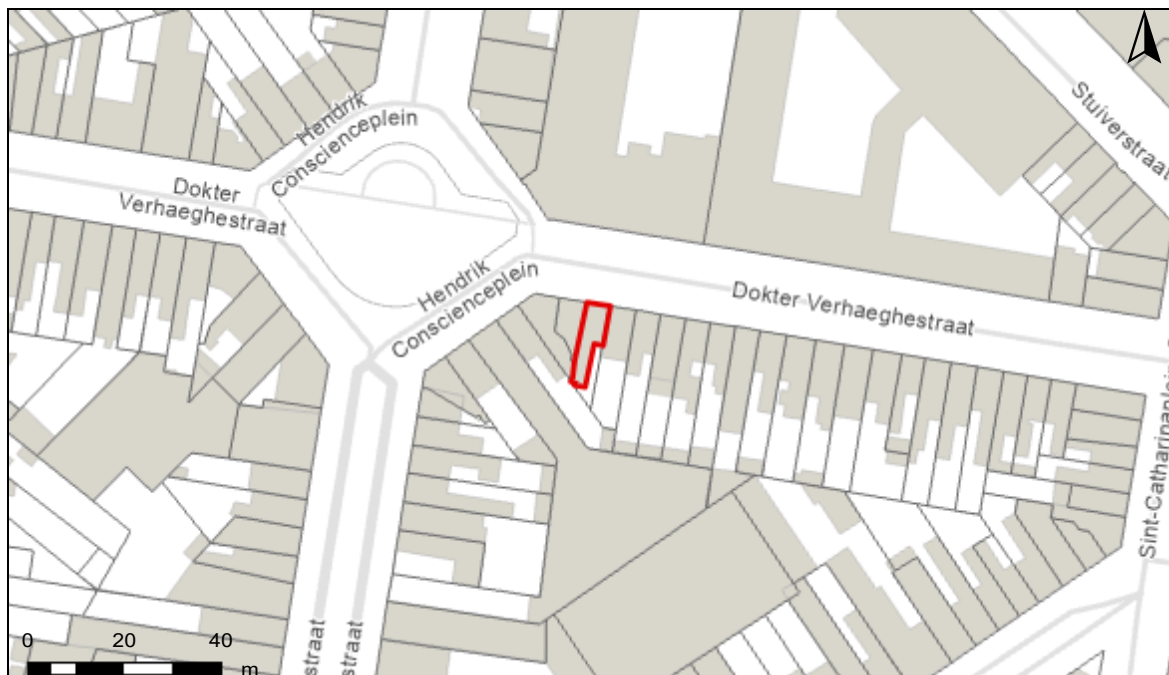 Stuiverstraat
Hendrik
Conscienceplein
Dokter
Verhaeghestraat
Hendrik
Conscienceplein
Dokter Verhaeghestraat
Sint-Catharinaplein
straat
straat
0 20 40
m